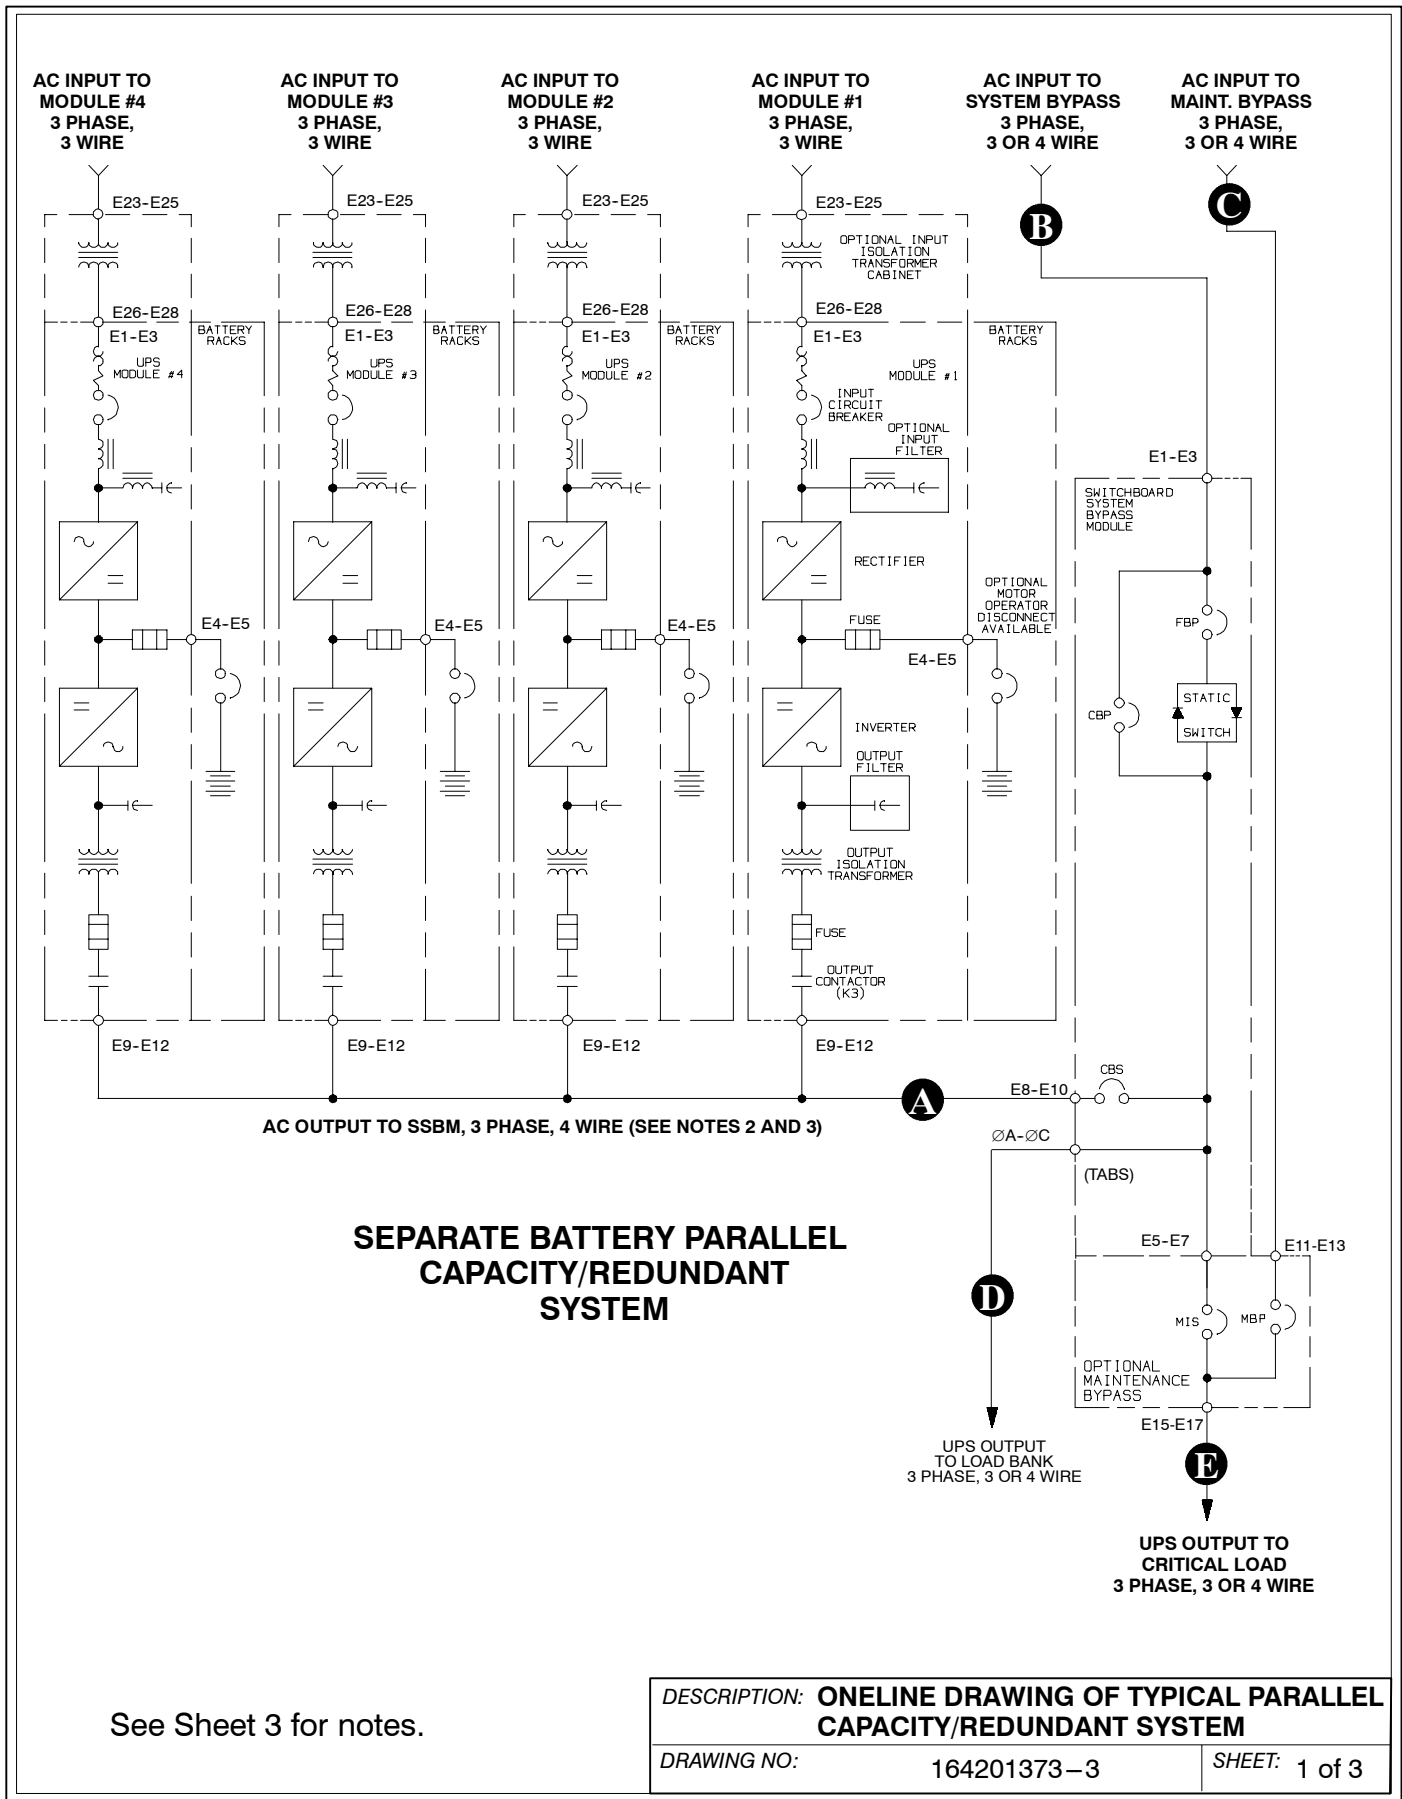 AC INPUT TO
MODULE #4
3 PHASE,
3 WIRE
AC INPUT TO
MODULE #3
3 PHASE,
3 WIRE
AC INPUT TO
MODULE #2
3 PHASE,
3 WIRE
AC INPUT TO
MODULE #1
3 PHASE,
3 WIRE
AC INPUT TO
SYSTEM BYPASS
3 PHASE,
3 OR 4 WIRE
AC INPUT TO
MAINT. BYPASS
3 PHASE,
3 OR 4 WIRE
B
C
E23-E25
E23-E25
E23-E25
E23-E25
OPTIONAL INPUT
ISOLATION
TRANSFORMER
CABINET
E26-E28
E26-E28
E26-E28
E26-E28
E1-E3
BATTERY
RACKS
E1-E3
BATTERY
RACKS
E1-E3
BATTERY
RACKS
E1-E3
BATTERY
RACKS
UPS
MODULE #4
UPS
MODULE #3
UPS
MODULE #2
UPS
MODULE #1
INPUT
CIRCUIT
BREAKER
OPTIONAL
INPUT
FILTER
E1-E3
SWITCHBOARD
SYSTEM
BYPASS
MODULE
RECTIFIER
OPTIONAL
MOTOR
OPERATOR
DISCONNECT
AVAILABLE
FUSE
E4-E5
E4-E5
E4-E5
E4-E5
FBP
CBP
STATIC
SWITCH
INVERTER
OUTPUT
FILTER
OUTPUT
ISOLATION
TRANSFORMER
FUSE
OUTPUT
CONTACTOR
(K3)
E9-E12
E9-E12
E9-E12
E9-E12
A
E8-E10
CBS
AC OUTPUT TO SSBM, 3 PHASE, 4 WIRE (SEE NOTES 2 AND 3)
∅A-∅C
(TABS)
SEPARATE BATTERY PARALLEL
CAPACITY/REDUNDANT
SYSTEM
E5-E7
E11-E13
D
MIS
MBP
OPTIONAL
MAINTENANCE
BYPASS
E15-E17
UPS OUTPUT
TO LOAD BANK
3 PHASE, 3 OR 4 WIRE
E
UPS OUTPUT TO
CRITICAL LOAD
3 PHASE, 3 OR 4 WIRE
See Sheet 3 for notes.
DESCRIPTION: ONELINE DRAWING OF TYPICAL PARALLEL
CAPACITY/REDUNDANT SYSTEM
DRAWING NO: 164201373–3
SHEET: 1 of 3